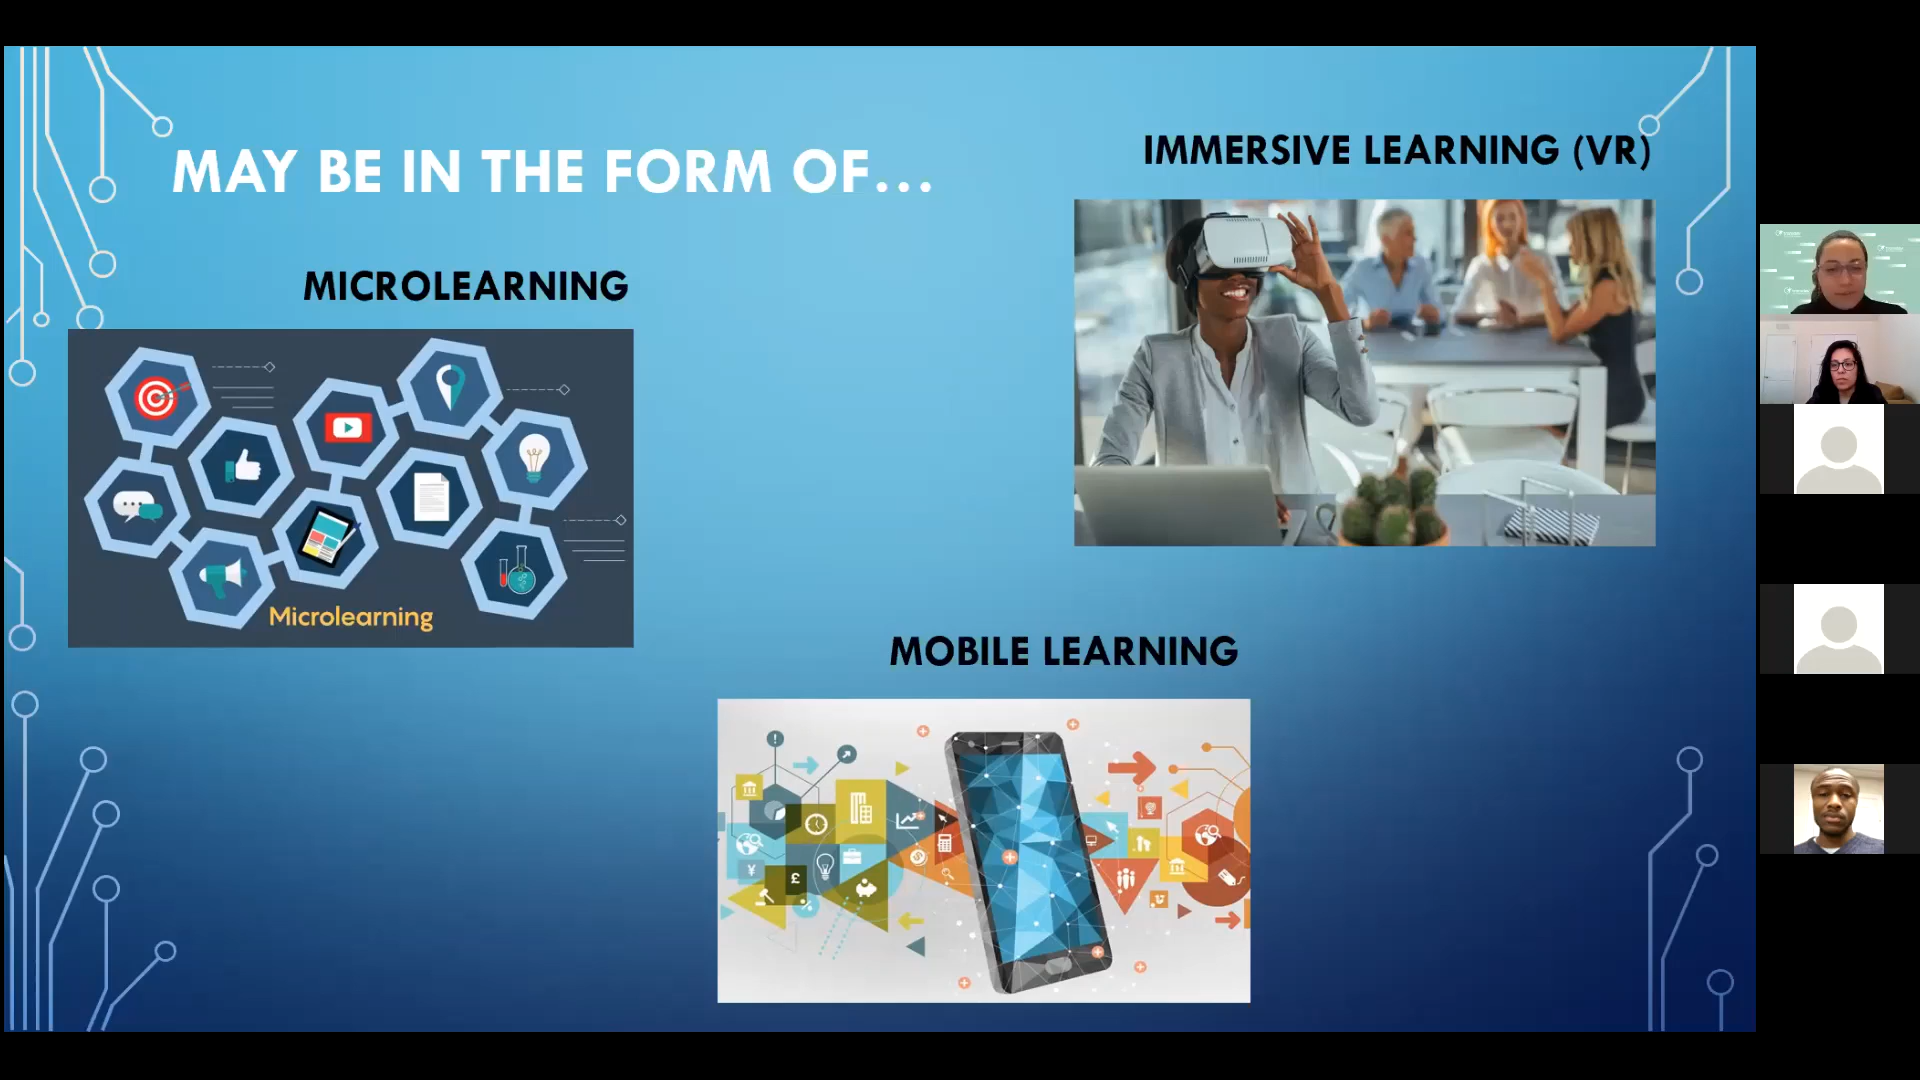 MAY BE IN THE FORM OF...
IMMERSIVE LEARNING (VR)
MICROLEARNING
Microlearning
MOBILE LEARNING